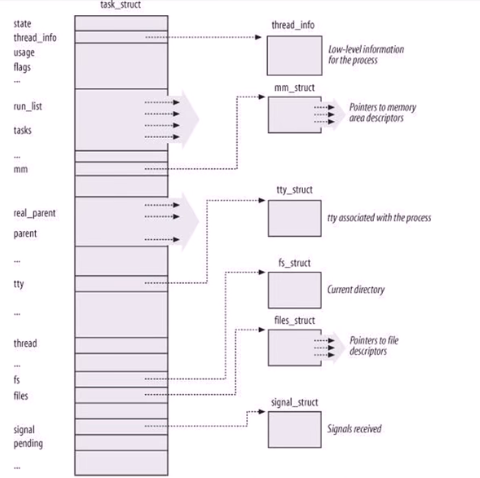 task_struct
state
thread_info
usage
flags
...
run_list
tasks
...
mm
real_parent
parent
...
tty
...
thread
...
fs
files
signal
pending
...
thread_info
Low-level information
for the process
mm_struct
Pointers to memory
area descriptors
tty_struct
tty associated with the process
fs_struct
Current directory
files_struct
Pointers to file
descriptors
signal_struct
Signals received